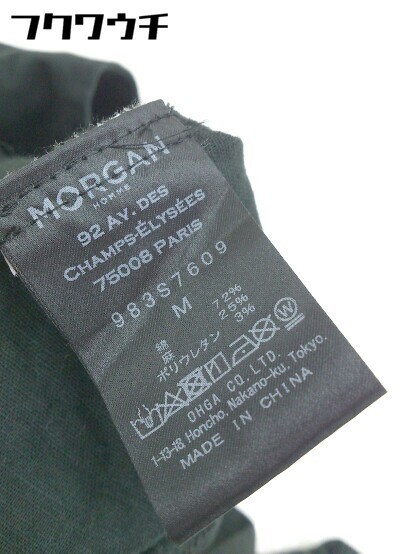 フクワウチ
MORGAN
HOMME
92 AV. DES
CHAMPS-ÉLYSÉES
75008 PARIS
983S7609
M
綿 72%
麻 25%
ポリウレタン 3%
OHGA CO. LTD.
1-13-18, Honcho, Nakano-ku, Tokyo.
MADE IN CHINA